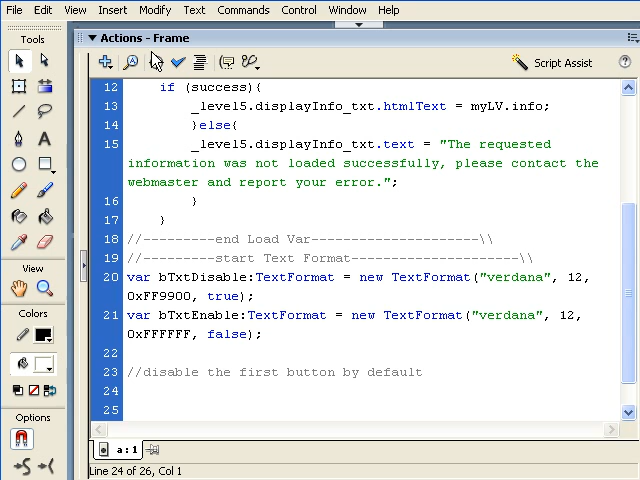 File Edit View Insert Modify Text Commands Control Window Help
Tools
Actions - Frame
Script Assist
12 if (success){
13 _level5.displayInfo_txt.htmlText = myLV.info;
14 }else{
15 _level5.displayInfo_txt.text = "The requested
information was not loaded successfully, please contact the
webmaster and report your error.";
16 }
17 }
18 //---------end Load Var---------------------\\
19 //---------start Text Format---------------------\\
20 var bTxtDisable:TextFormat = new TextFormat("verdana", 12,
0xFF9900, true);
21 var bTxtEnable:TextFormat = new TextFormat("verdana", 12,
0xFFFFFF, false);
22
23 //disable the first button by default
24
25
View
Colors
Options
a : 1
Line 24 of 26, Col 1